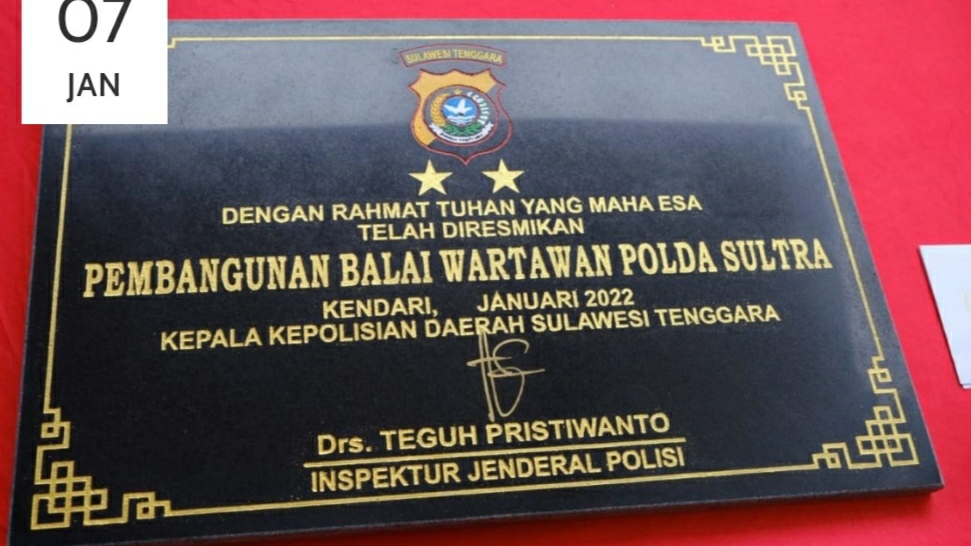 07
JAN
SULAWESI TENGGARA
DENGAN RAHMAT TUHAN YANG MAHA ESA
TELAH DIRESMIKAN
PEMBANGUNAN BALAI WARTAWAN POLDA SULTRA
KENDARI, JANUARI 2022
KEPALA KEPOLISIAN DAERAH SULAWESI TENGGARA
Drs. TEGUH PRISTIWANTO
INSPEKTUR JENDERAL POLISI